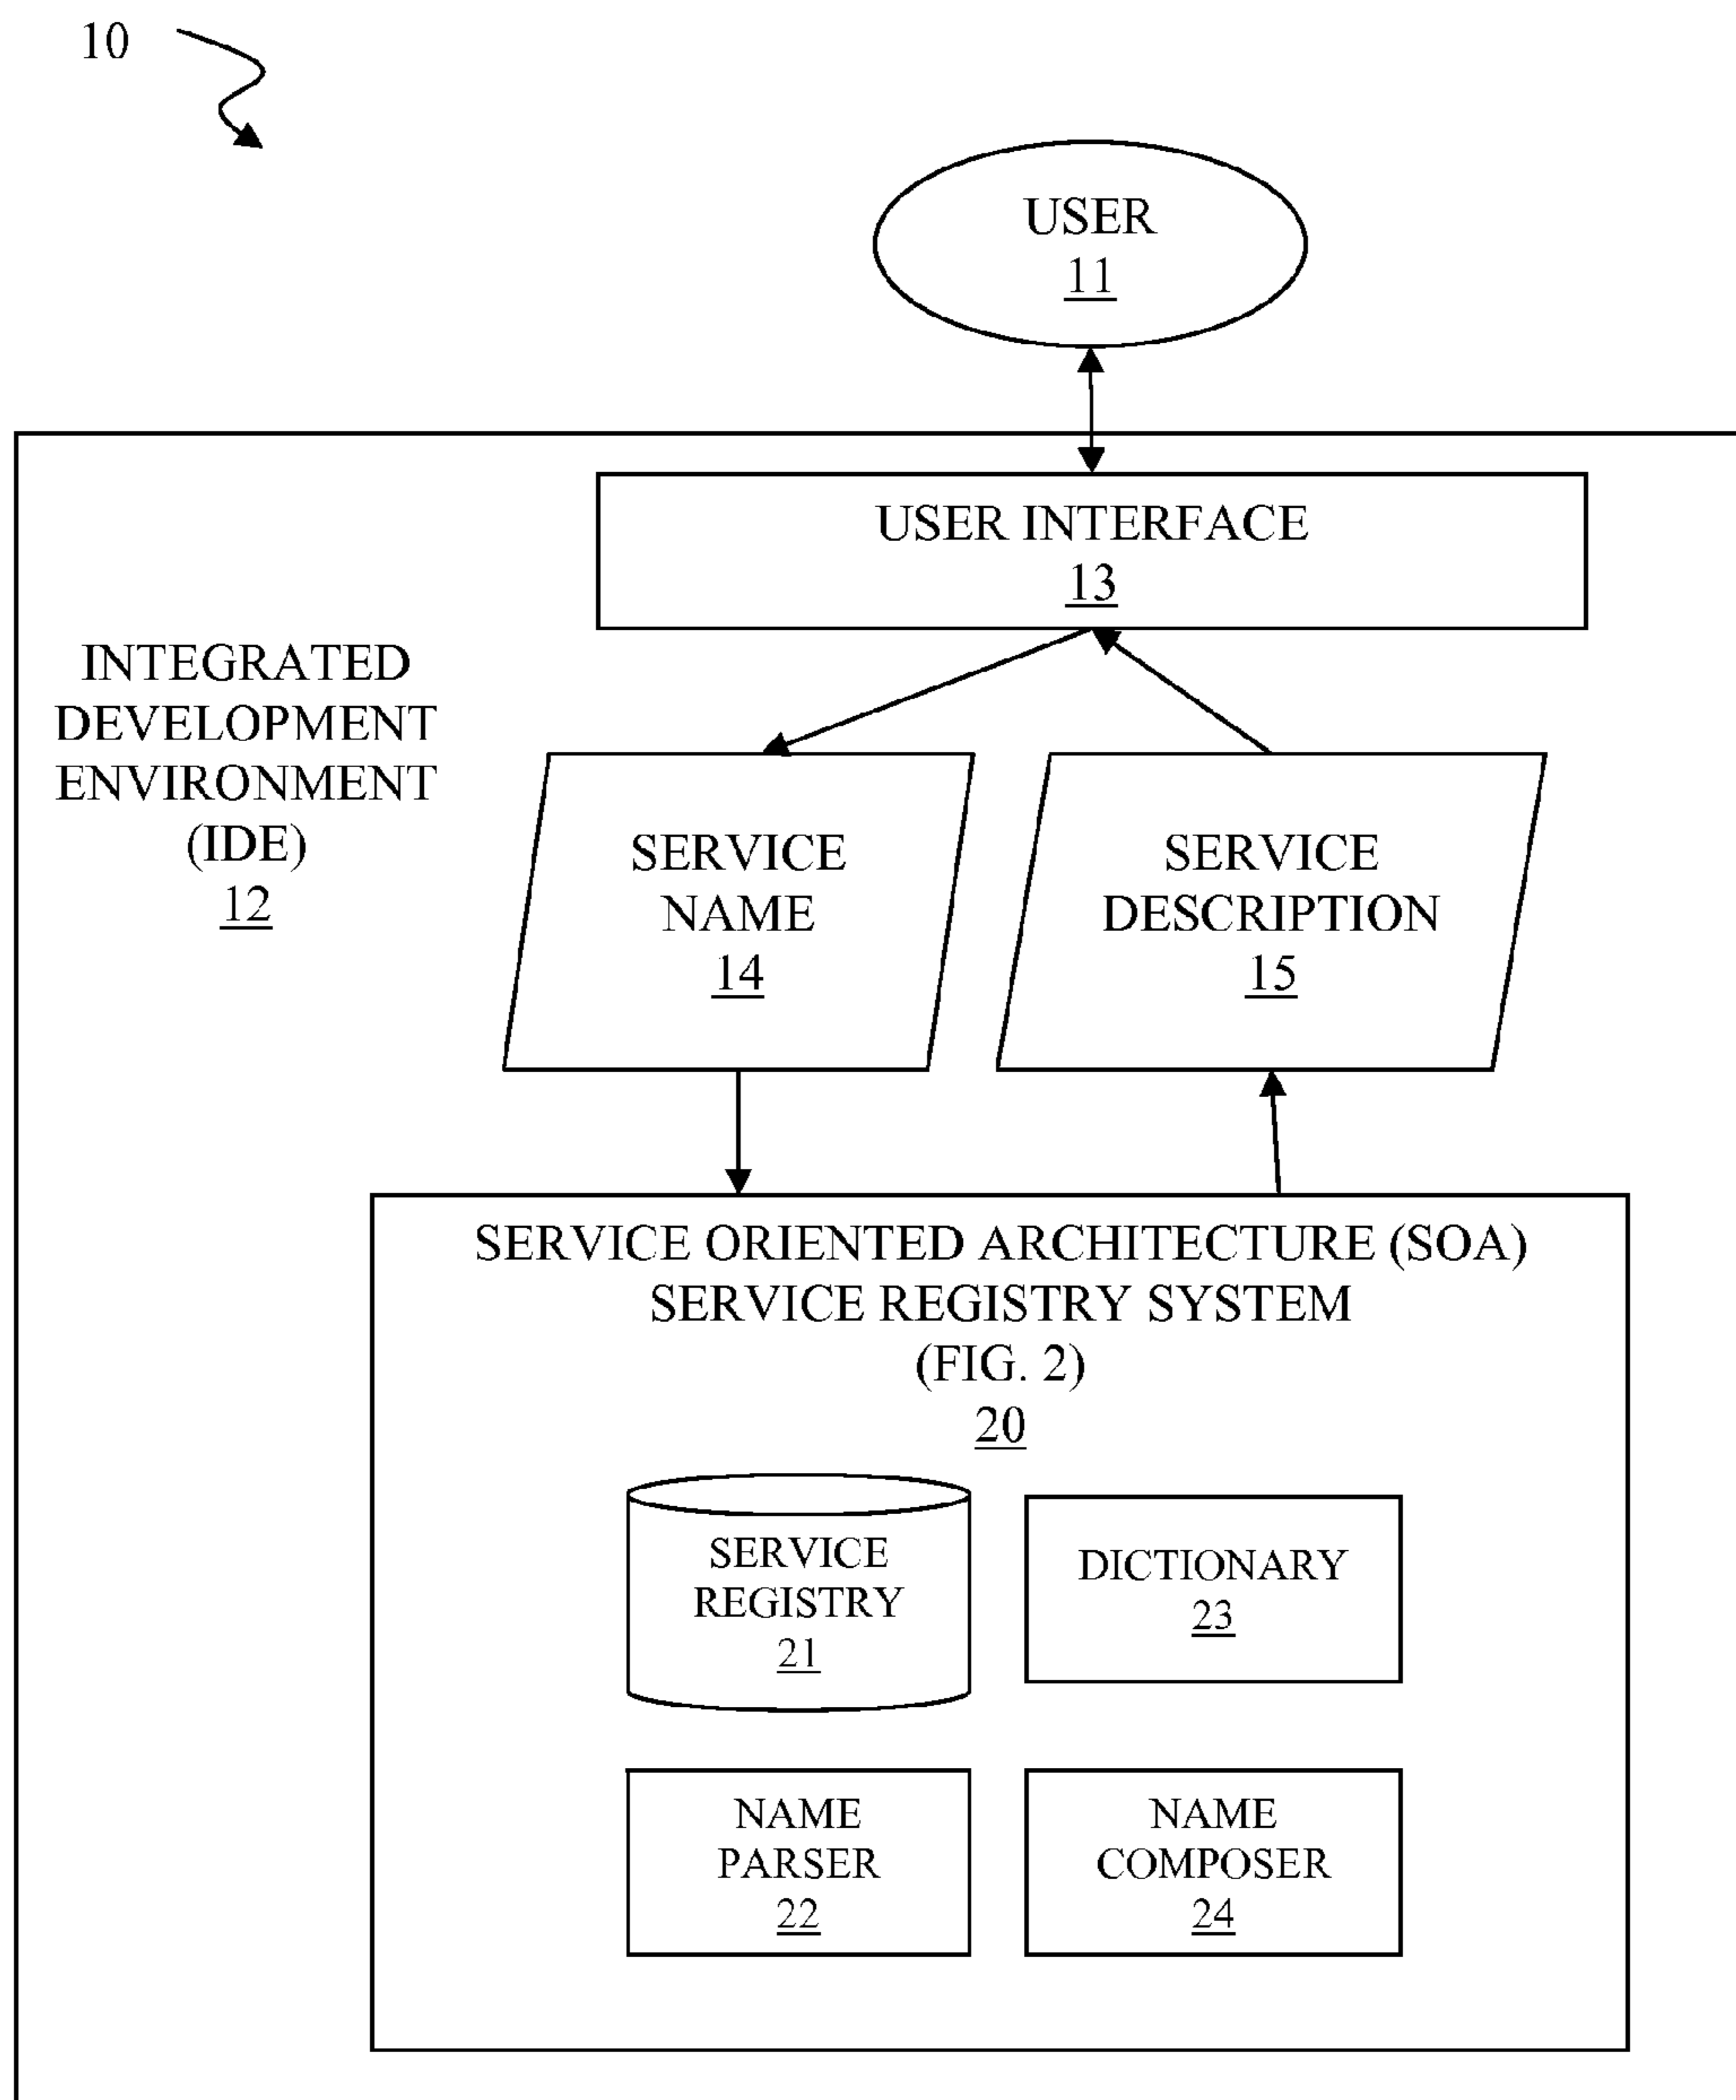 10
USER
11
USER INTERFACE
13
INTEGRATED
DEVELOPMENT
ENVIRONMENT
(IDE)
12
SERVICE
NAME
14
SERVICE
DESCRIPTION
15
SERVICE ORIENTED ARCHITECTURE (SOA)
SERVICE REGISTRY SYSTEM
(FIG. 2)
20
SERVICE
REGISTRY
21
DICTIONARY
23
NAME
PARSER
22
NAME
COMPOSER
24